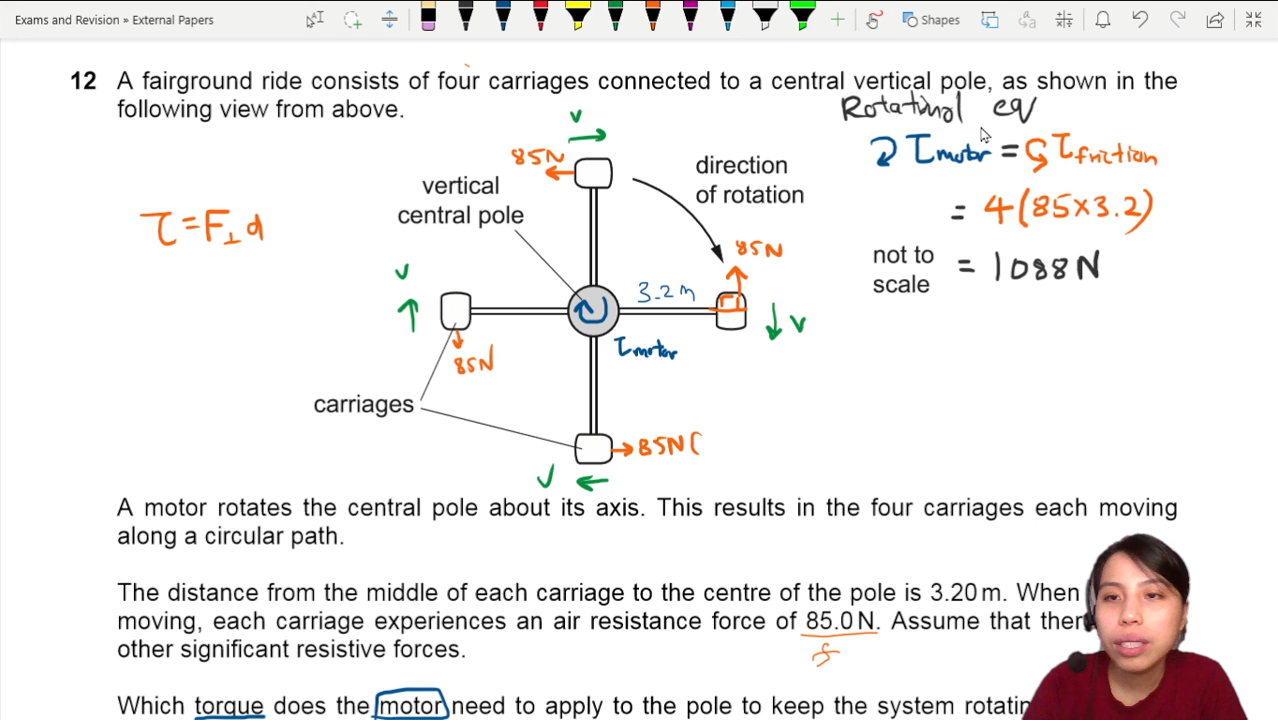 Exams and Revision » External Papers
Shapes
12 A fairground ride consists of four carriages connected to a central vertical pole, as shown in the
following view from above.
Rotatinal eq
τmotor = τfriction
= 4(85×3.2)
= 1088N
τ=F⊥d
v
85N
direction
of rotation
vertical
central pole
85N
not to
scale
v
3.2m
v
85N
τmotor
carriages
85N(
v
A motor rotates the central pole about its axis. This results in the four carriages each moving
along a circular path.
The distance from the middle of each carriage to the centre of the pole is 3.20 m. When
moving, each carriage experiences an air resistance force of 85.0 N. Assume that ther
other significant resistive forces.
f
Which torque does the motor need to apply to the pole to keep the system rotatin